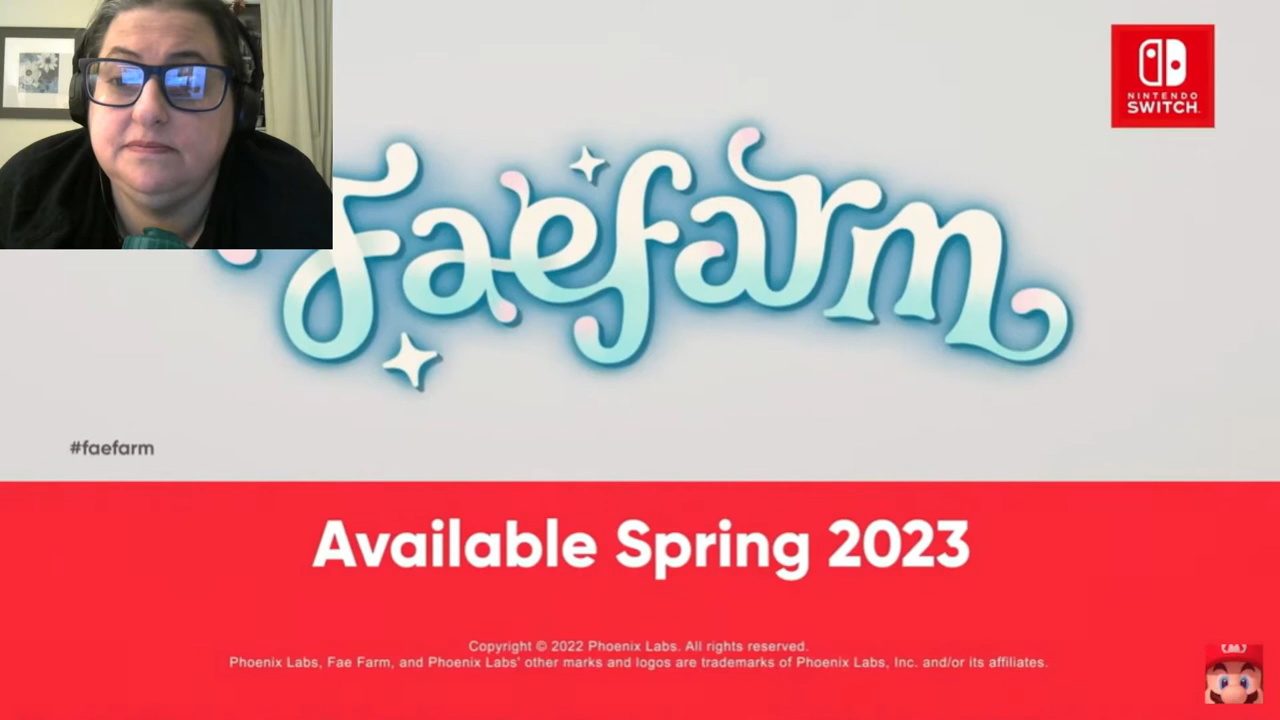 NINTENDO
SWITCH
Faefarm
#faefarm
Available Spring 2023
Copyright © 2022 Phoenix Labs. All rights reserved.
Phoenix Labs, Fae Farm, and Phoenix Labs' other marks and logos are trademarks of Phoenix Labs, Inc. and/or its affiliates.
M